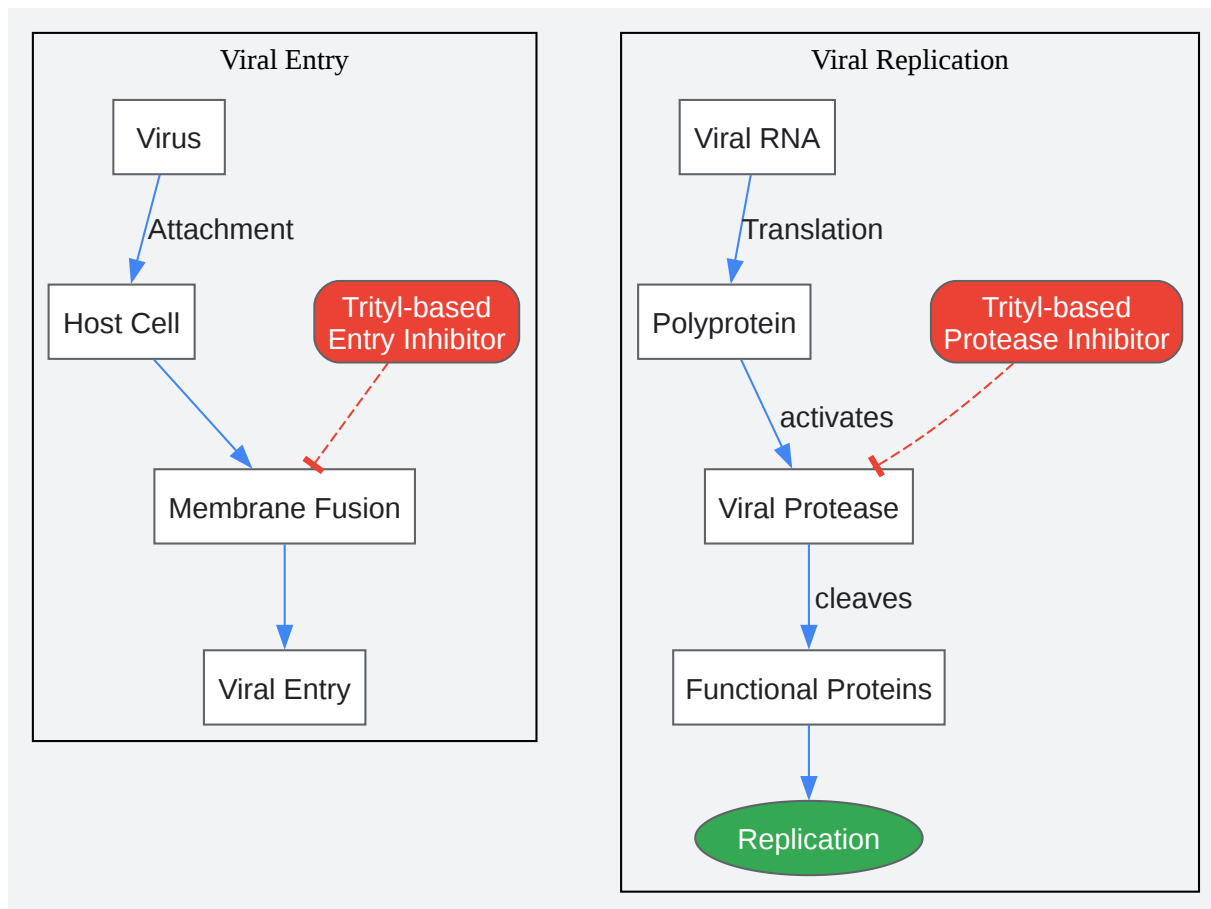 Viral Entry
Virus
Attachment
Host Cell
Trityl-based
Entry Inhibitor
Membrane Fusion
Viral Entry
Viral Replication
Viral RNA
Translation
Polyprotein
Trityl-based
Protease Inhibitor
activates
Viral Protease
cleaves
Functional Proteins
Replication